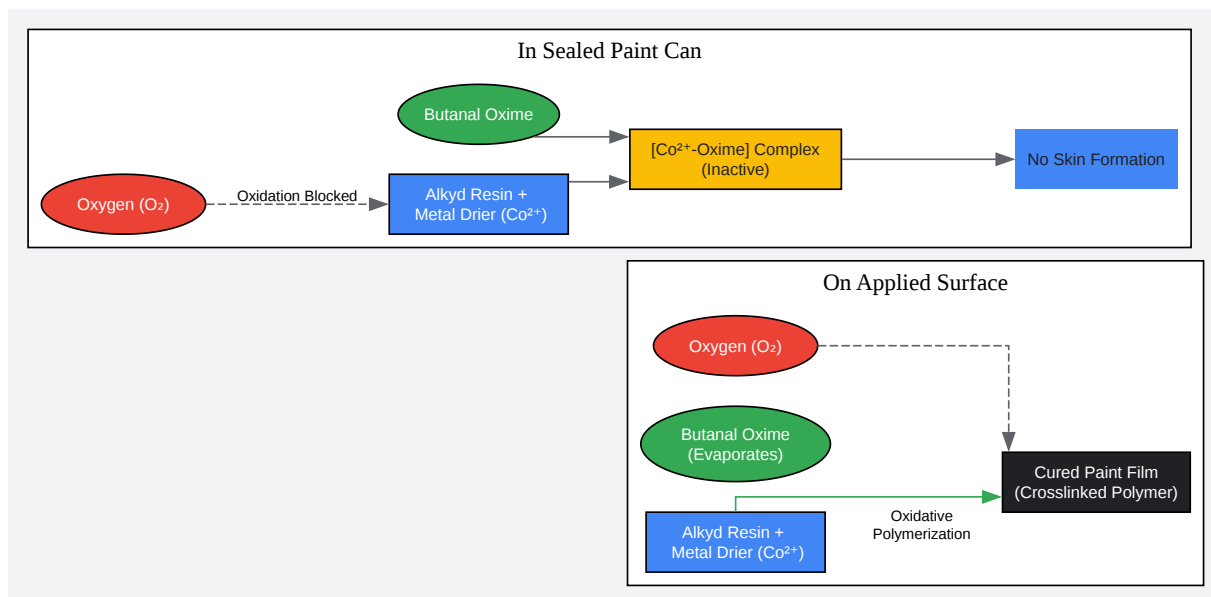 In Sealed Paint Can
Butanal Oxime
[Co²⁺-Oxime] Complex
(Inactive)
No Skin Formation
Oxygen (O₂)
Oxidation Blocked
Alkyd Resin +
Metal Drier (Co²⁺)
On Applied Surface
Oxygen (O₂)
Butanal Oxime
(Evaporates)
Cured Paint Film
(Crosslinked Polymer)
Oxidative
Polymerization
Alkyd Resin +
Metal Drier (Co²⁺)